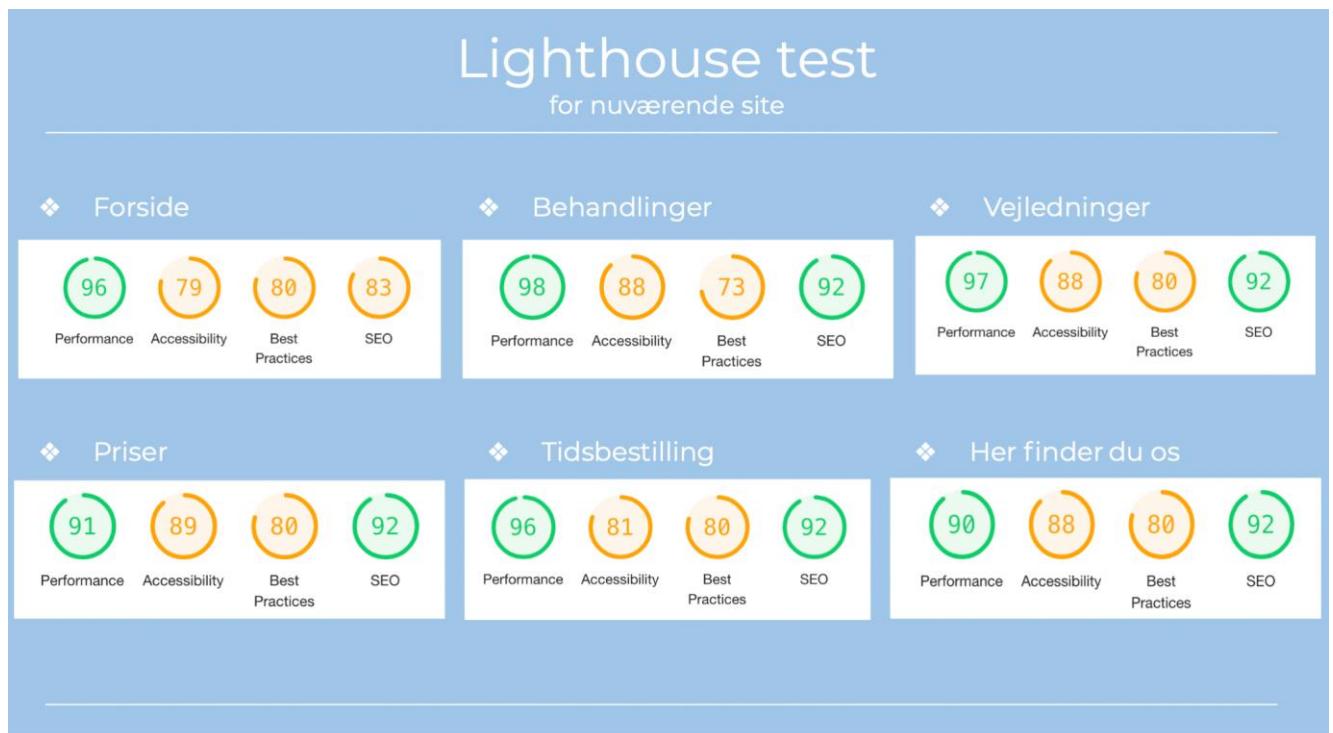 Lighthouse test
for nuværende site
❖ Forside
96 79 80 83
Performance Accessibility Best Practices SEO
❖ Behandlinger
98 88 73 92
Performance Accessibility Best Practices SEO
❖ Vejledninger
97 88 80 92
Performance Accessibility Best Practices SEO
❖ Priser
91 89 80 92
Performance Accessibility Best Practices SEO
❖ Tidsbestilling
96 81 80 92
Performance Accessibility Best Practices SEO
❖ Her finder du os
90 88 80 92
Performance Accessibility Best Practices SEO